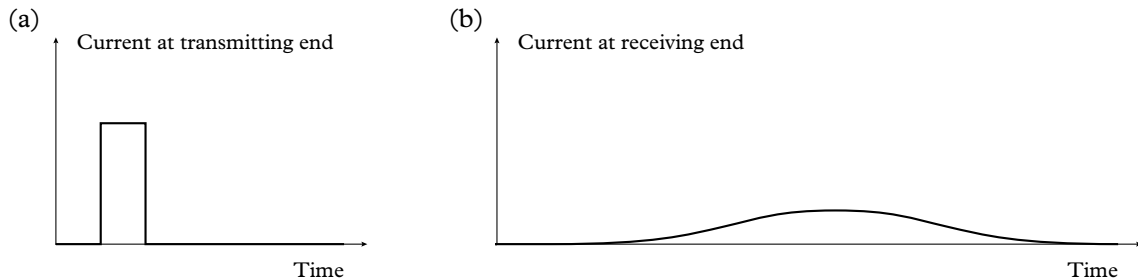 (a)
Current at transmitting end
Time
(b)
Current at receiving end
Time